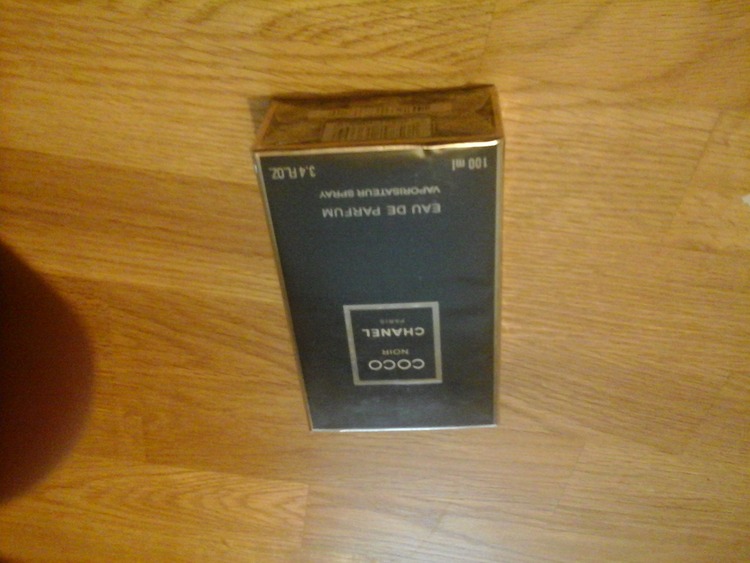 COCO
NOIR
CHANEL
PARIS
EAU DE PARFUM
VAPORISATEUR SPRAY
100 ml 3.4 FL.OZ.